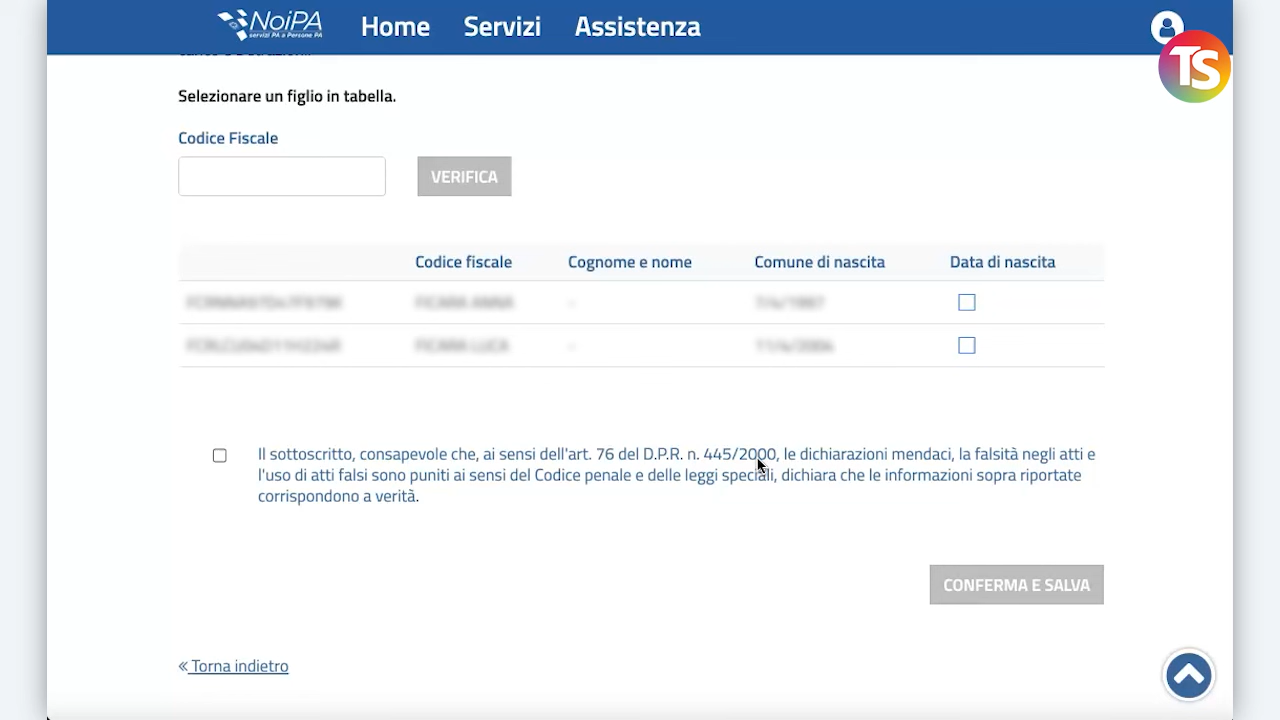 NoiPA
servizi PA a Persone PA
Home
Servizi
Assistenza
TS
Selezionare un figlio in tabella.
Codice Fiscale
VERIFICA
Codice fiscale Cognome e nome Comune di nascita Data di nascita
Il sottoscritto, consapevole che, ai sensi dell'art. 76 del D.P.R. n. 445/2000, le dichiarazioni mendaci, la falsità negli atti e
l'uso di atti falsi sono puniti ai sensi del Codice penale e delle leggi speciali, dichiara che le informazioni sopra riportate
corrispondono a verità.
CONFERMA E SALVA
« Torna indietro